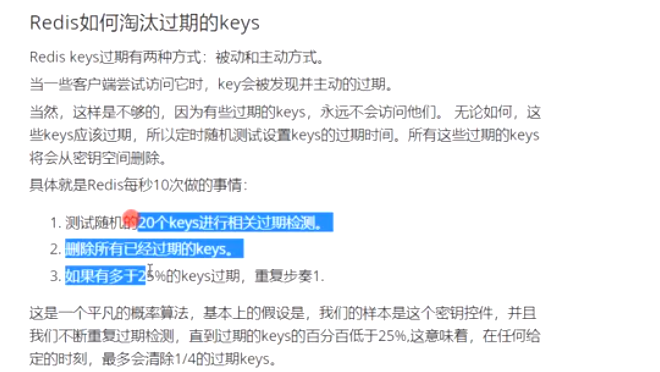 Redis如何淘汰过期的keys
Redis keys过期有两种方式：被动和主动方式。
当一些客户端尝试访问它时，key会被发现并主动的过期。
当然，这样是不够的，因为有些过期的keys，永远不会访问他们。 无论如何，这
些keys应该过期，所以定时随机测试设置keys的过期时间。所有这些过期的keys
将会从密钥空间删除。
具体就是Redis每秒10次做的事情：
1. 测试随机的20个keys进行相关过期检测。
2. 删除所有已经过期的keys。
3. 如果有多于25%的keys过期，重复步奏1.
这是一个平凡的概率算法，基本上的假设是，我们的样本是这个密钥控件，并且
我们不断重复过期检测，直到过期的keys的百分百低于25%,这意味着，在任何给
定的时刻，最多会清除1/4的过期keys。